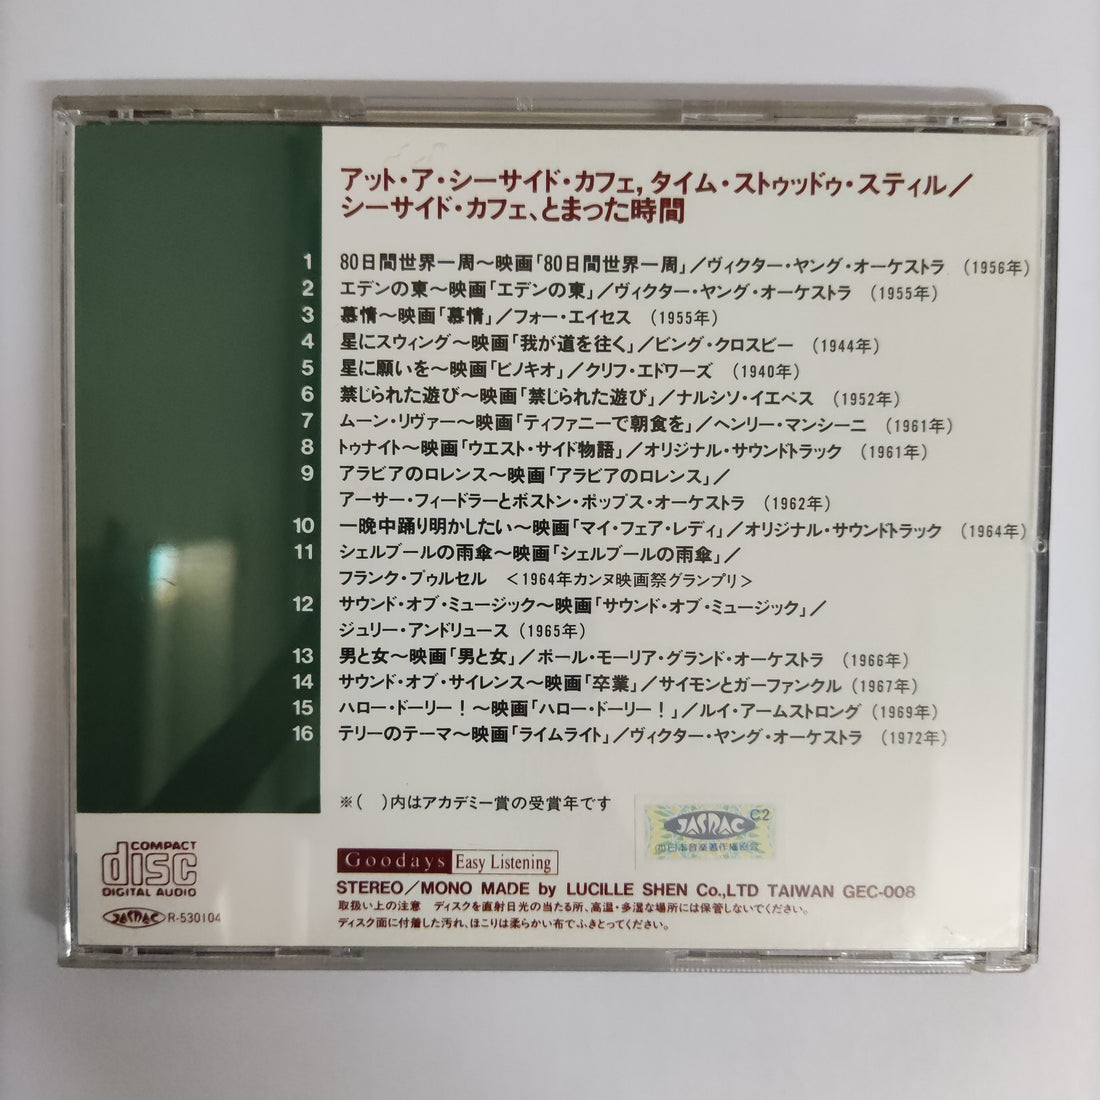 アット・ア・シーサイド・カフェ,タイム・ストゥッドゥ・スティル／
シーサイド・カフェ、とまった時間
1 80日間世界一周～映画「80日間世界一周」／ヴィクター・ヤング・オーケストラ （1956年）
2 エデンの東～映画「エデンの東」／ヴィクター・ヤング・オーケストラ （1955年）
3 慕情～映画「慕情」／フォー・エイセス （1955年）
4 星にスウィング～映画「我が道を往く」／ビング・クロスビー （1944年）
5 星に願いを～映画「ピノキオ」／クリフ・エドワーズ （1940年）
6 禁じられた遊び～映画「禁じられた遊び」／ナルシソ・イエペス （1952年）
7 ムーン・リヴァー～映画「ティファニーで朝食を」／ヘンリー・マンシーニ （1961年）
8 トゥナイト～映画「ウエスト・サイド物語」／オリジナル・サウンドトラック （1961年）
9 アラビアのロレンス～映画「アラビアのロレンス」／
アーサー・フィードラーとボストン・ポップス・オーケストラ （1962年）
10 一晩中踊り明かしたい～映画「マイ・フェア・レディ」／オリジナル・サウンドトラック （1964年）
11 シェルブールの雨傘～映画「シェルブールの雨傘」／
フランク・プゥルセル ＜1964年カンヌ映画祭グランプリ＞
12 サウンド・オブ・ミュージック～映画「サウンド・オブ・ミュージック」／
ジュリー・アンドリュース（1965年）
13 男と女～映画「男と女」／ポール・モーリア・グランド・オーケストラ （1966年）
14 サウンド・オブ・サイレンス～映画「卒業」／サイモンとガーファンクル（1967年）
15 ハロー・ドーリー！～映画「ハロー・ドーリー！」／ルイ・アームストロング（1969年）
16 テリーのテーマ～映画「ライムライト」／ヴィクター・ヤング・オーケストラ （1972年）
※（ ）内はアカデミー賞の受賞年です
C2
JASRAC
㈳日本音楽著作権協会
COMPACT
disc
DIGITAL AUDIO
JASRAC R-530104
Goodays Easy Listening
STEREO／MONO MADE by LUCILLE SHEN Co.,LTD TAIWAN GEC-008
取扱い上の注意 ディスクを直射日光の当たる所、高温・多湿な場所には保管しないでください。
ディスク面に付着した汚れ、ほこりは柔らかい布でふきとってください。